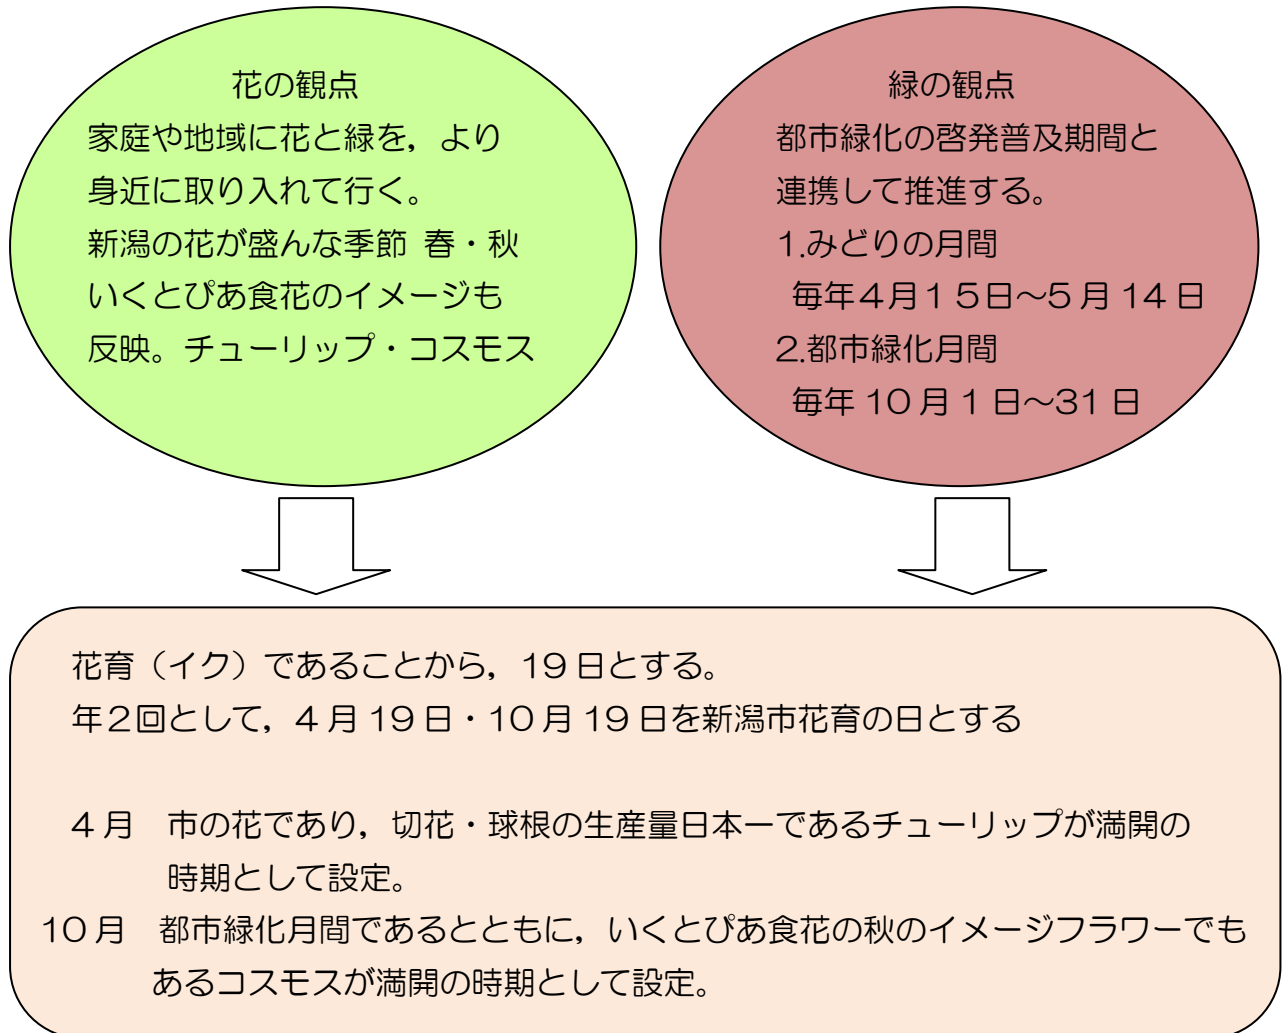 花の観点
家庭や地域に花と緑を，より
身近に取り入れて行く。
新潟の花が盛んな季節 春・秋
いくとぴあ食花のイメージも
反映。チューリップ・コスモス
緑の観点
都市緑化の啓発普及期間と
連携して推進する。
1.みどりの月間
毎年４月１５日～５月 14 日
2.都市緑化月間
毎年 10 月 1 日～31 日
花育（イク）であることから，19 日とする。
年２回として，４月 19 日・10 月 19 日を新潟市花育の日とする
４月　市の花であり，切花・球根の生産量日本一であるチューリップが満開の
時期として設定。
10 月　都市緑化月間であるとともに，いくとぴあ食花の秋のイメージフラワーでも
あるコスモスが満開の時期として設定。